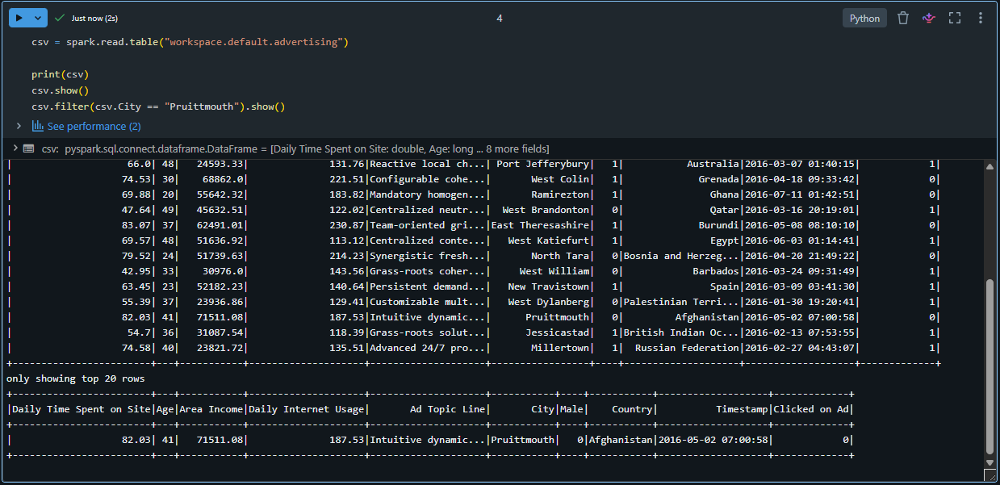 Just now (2s)
4
Python
csv = spark.read.table("workspace.default.advertising")
print(csv)
csv.show()
csv.filter(csv.City == "Pruittmouth").show()
See performance (2)
csv: pyspark.sql.connect.dataframe.DataFrame = [Daily Time Spent on Site: double, Age: long ... 8 more fields]
|                   66.0| 48|   24593.33|              131.76|Reactive local ch...| Port Jefferybury|   1|           Australia|2016-03-07 01:40:15|            1|
|                  74.53| 30|    68862.0|              221.51|Configurable cohe...|       West Colin|   1|             Grenada|2016-04-18 09:33:42|            0|
|                  69.88| 20|   55642.32|              183.82|Mandatory homogen...|       Ramirezton|   1|               Ghana|2016-07-11 01:42:51|            0|
|                  47.64| 49|   45632.51|              122.02|Centralized neutr...|  West Brandonton|   0|               Qatar|2016-03-16 20:19:01|            1|
|                  83.07| 37|   62491.01|              230.87|Team-oriented gri...|East Theresashire|   1|             Burundi|2016-05-08 08:10:10|            0|
|                  69.57| 48|   51636.92|              113.12|Centralized conte...|   West Katiefurt|   1|               Egypt|2016-06-03 01:14:41|            1|
|                  79.52| 24|   51739.63|              214.23|Synergistic fresh...|       North Tara|   0|Bosnia and Herzeg...|2016-04-20 21:49:22|            0|
|                  42.95| 33|    30976.0|              143.56|Grass-roots coher...|     West William|   0|            Barbados|2016-03-24 09:31:49|            1|
|                  63.45| 23|   52182.23|              140.64|Persistent demand...|   New Travistown|   1|               Spain|2016-03-09 03:41:30|            1|
|                  55.39| 37|   23936.86|              129.41|Customizable mult...|   West Dylanberg|   0|Palestinian Terri...|2016-01-30 19:20:41|            1|
|                  82.03| 41|   71511.08|              187.53|Intuitive dynamic...|      Pruittmouth|   0|         Afghanistan|2016-05-02 07:00:58|            0|
|                   54.7| 36|   31087.54|              118.39|Grass-roots solut...|      Jessicastad|   1|British Indian Oc...|2016-02-13 07:53:55|            1|
|                  74.58| 40|   23821.72|              135.51|Advanced 24/7 pro...|       Millertown|   1|  Russian Federation|2016-02-27 04:43:07|            1|
+------------------------+---+-----------+--------------------+--------------------+-----------------+----+--------------------+-------------------+-------------+
only showing top 20 rows
+------------------------+---+-----------+--------------------+--------------------+-----------+----+-----------+-------------------+-------------+
|Daily Time Spent on Site|Age|Area Income|Daily Internet Usage|       Ad Topic Line|       City|Male|    Country|          Timestamp|Clicked on Ad|
+------------------------+---+-----------+--------------------+--------------------+-----------+----+-----------+-------------------+-------------+
|                   82.03| 41|   71511.08|              187.53|Intuitive dynamic...|Pruittmouth|   0|Afghanistan|2016-05-02 07:00:58|            0|
+------------------------+---+-----------+--------------------+--------------------+-----------+----+-----------+-------------------+-------------+